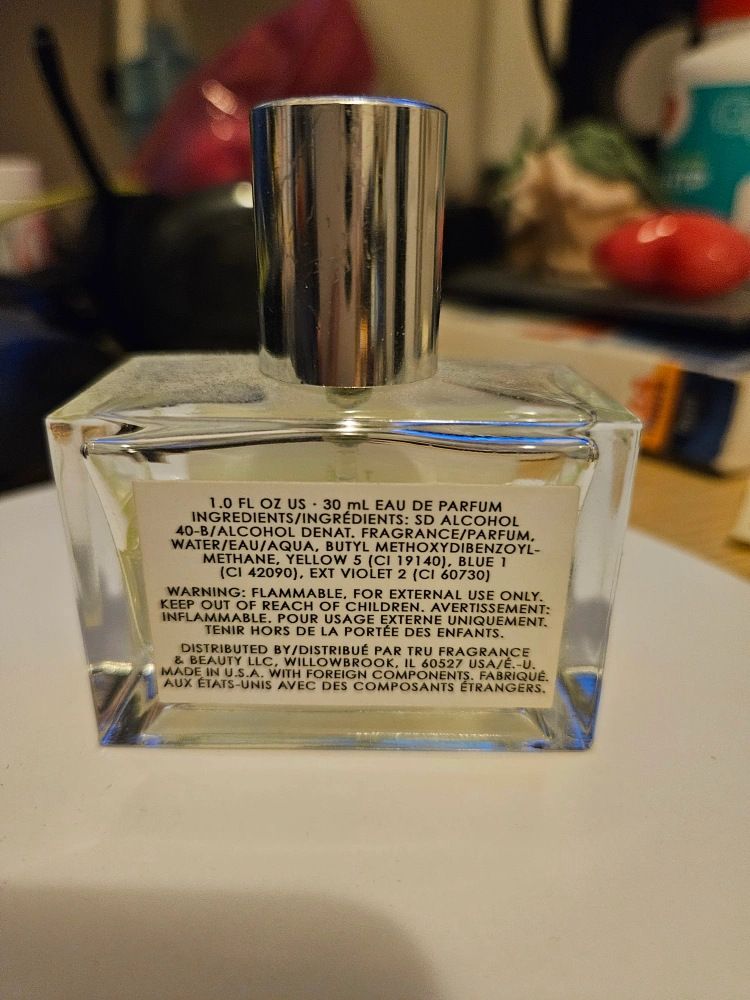 1.0 FL OZ US · 30 mL EAU DE PARFUM
INGREDIENTS/INGRÉDIENTS: SD ALCOHOL
40-B/ALCOHOL DENAT. FRAGRANCE/PARFUM,
WATER/EAU/AQUA, BUTYL METHOXYDIBENZOYL-
METHANE, YELLOW 5 (CI 19140), BLUE 1
(CI 42090), EXT VIOLET 2 (CI 60730)
WARNING: FLAMMABLE, FOR EXTERNAL USE ONLY.
KEEP OUT OF REACH OF CHILDREN. AVERTISSEMENT:
INFLAMMABLE. POUR USAGE EXTERNE UNIQUEMENT.
TENIR HORS DE LA PORTÉE DES ENFANTS.
DISTRIBUTED BY/DISTRIBUÉ PAR TRU FRAGRANCE
& BEAUTY LLC, WILLOWBROOK, IL 60527 USA/É.-U.
MADE IN U.S.A. WITH FOREIGN COMPONENTS. FABRIQUÉ.
AUX ÉTATS-UNIS AVEC DES COMPOSANTS ÉTRANGERS.